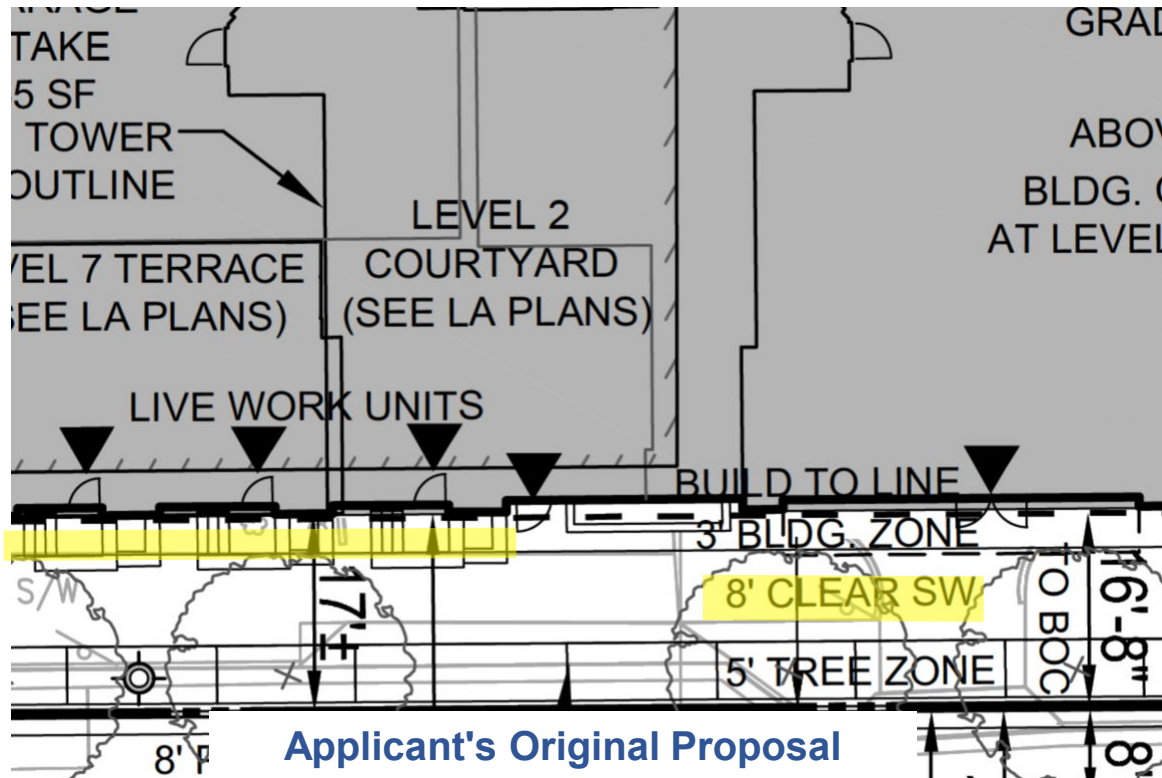 TAKE
5 SF
TOWER
OUTLINE
LEVEL 2
COURTYARD
(SEE LA PLANS)
VEL 7 TERRACE
SEE LA PLANS)
GRAD
ABOV
BLDG.
AT LEVEL
LIVE WORK UNITS
BUILD TO LINE
3' BLDG. ZONE
S/W
8' CLEAR SW
17'±
5' TREE ZONE
TO BOC
16'-8"
8'
8'
Applicant's Original Proposal